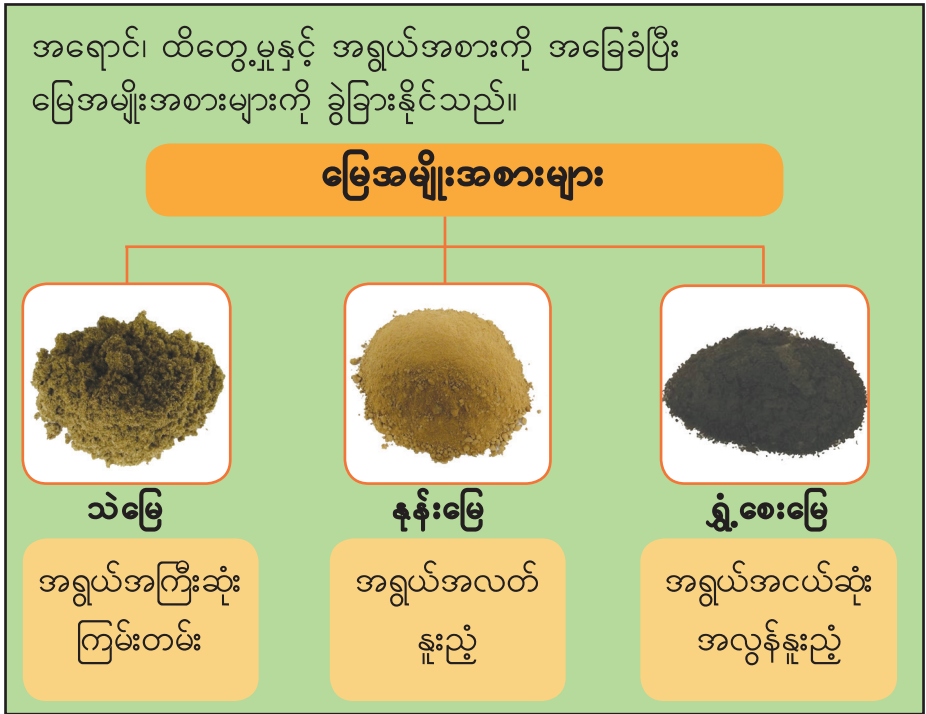 အရောင်၊ ထိတွေ့မှုနှင့် အရွယ်အစားကို အခြေခံပြီး
မြေအမျိုးအစားများကို ခွဲခြားနိုင်သည်။
မြေအမျိုးအစားများ
သဲမြေ
နုန်းမြေ
ရွှံ့စေးမြေ
အရွယ်အကြီးဆုံး
ကြမ်းတမ်း
အရွယ်အလတ်
နူးညံ့
အရွယ်အငယ်ဆုံး
အလွန်နူးညံ့